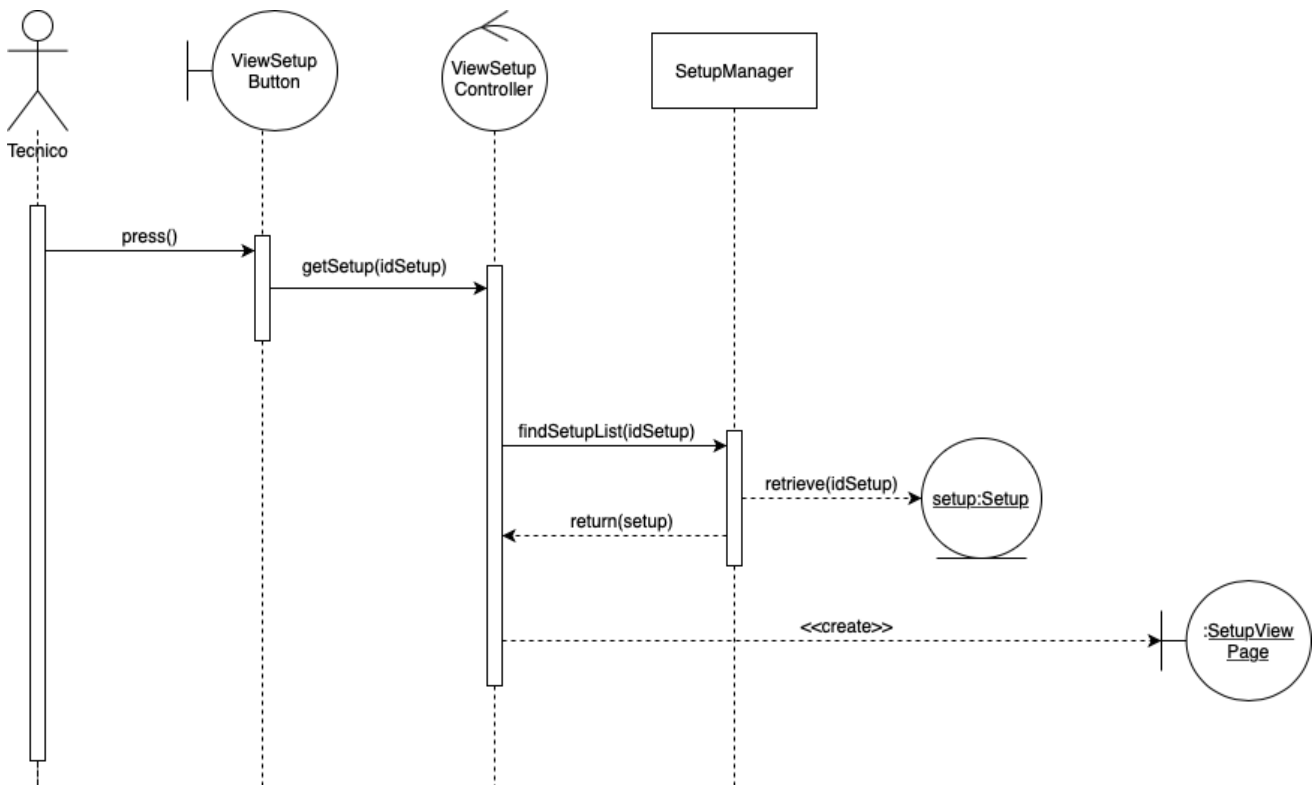 ViewSetup
Button
ViewSetup
Controller
SetupManager
Tecnico
press()
getSetup(idSetup)
findSetupList(idSetup)
retrieve(idSetup)
setup:Setup
return(setup)
<<create>>
:SetupView
Page